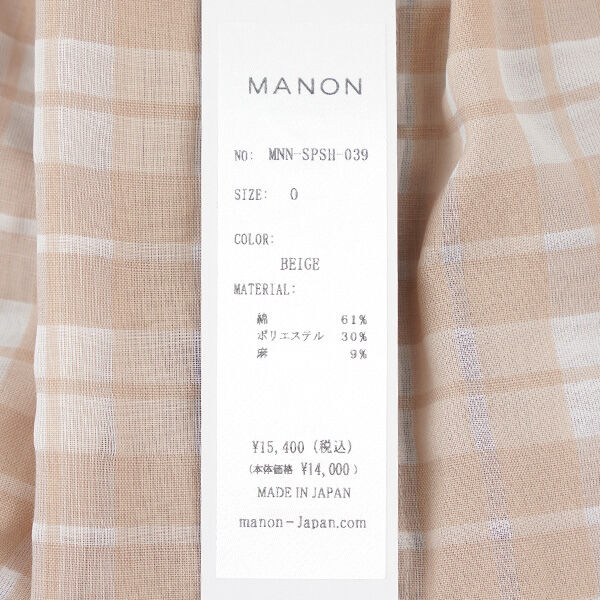 MANON
NO: MNN-SPSH-039
SIZE: 0
COLOR:
BEIGE
MATERIAL:
綿 61%
ポリエステル 30%
麻 9%
¥15,400 (税込)
(本体価格 ¥14,000)
MADE IN JAPAN
manon-Japan.com